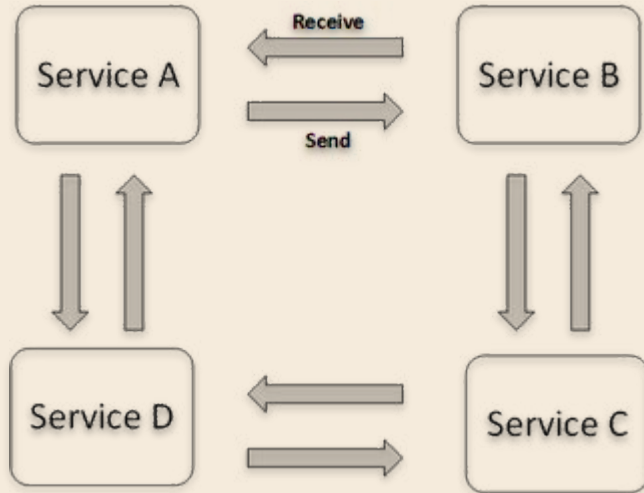 Receive
Service A
Service B
Send
Service D
Service C